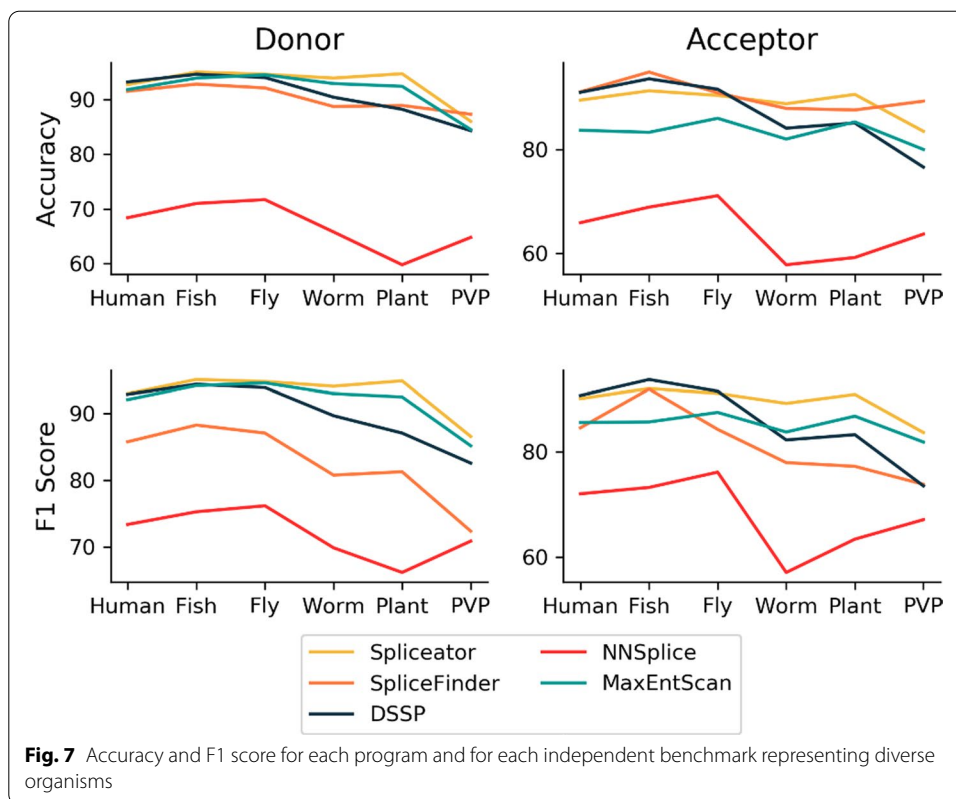 Donor
Acceptor
Accuracy
90
80
70
60
Human Fish Fly Worm Plant PVP
80
60
Human Fish Fly Worm Plant PVP
F1 Score
90
80
70
Human Fish Fly Worm Plant PVP
80
60
Human Fish Fly Worm Plant PVP
Spliceator
SpliceFinder
DSSP
NNSplice
MaxEntScan
Fig. 7 Accuracy and F1 score for each program and for each independent benchmark representing diverse
organisms